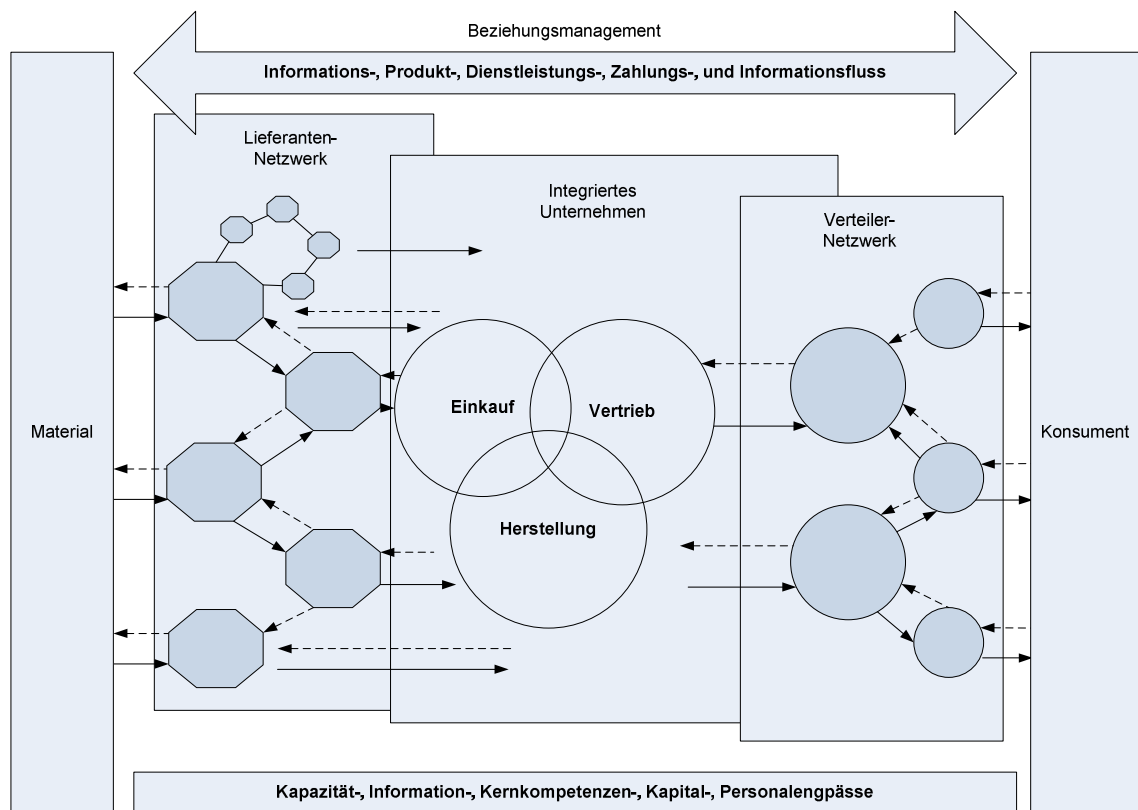 Beziehungsmanagement
Informations-, Produkt-, Dienstleistungs-, Zahlungs-, und Informationsfluss
Lieferanten-
Netzwerk
Integriertes
Unternehmen
Verteiler-
Netzwerk
Material
Einkauf
Vertrieb
Herstellung
Konsument
Kapazität-, Information-, Kernkompetenzen-, Kapital-, Personalengpässe